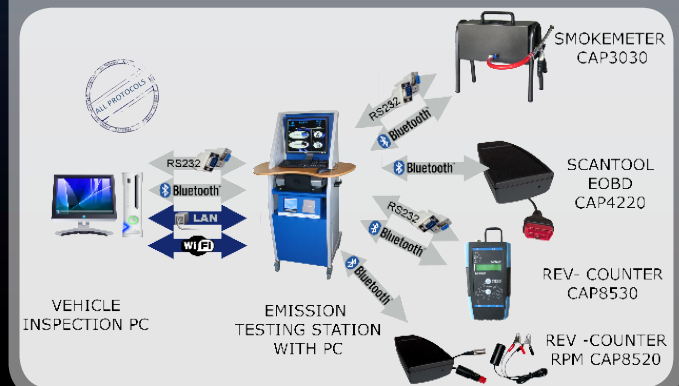 SMOKEMETER
CAP3030
ALL PROTOCOLS
RS232
Bluetooth
RS232
Bluetooth
LAN
WiFi
Bluetooth
SCANTOOL
EOBD
CAP4220
RS232
Bluetooth
REV- COUNTER
CAP8530
Bluetooth
VEHICLE
INSPECTION PC
EMISSION
TESTING STATION
WITH PC
REV -COUNTER
RPM CAP8520